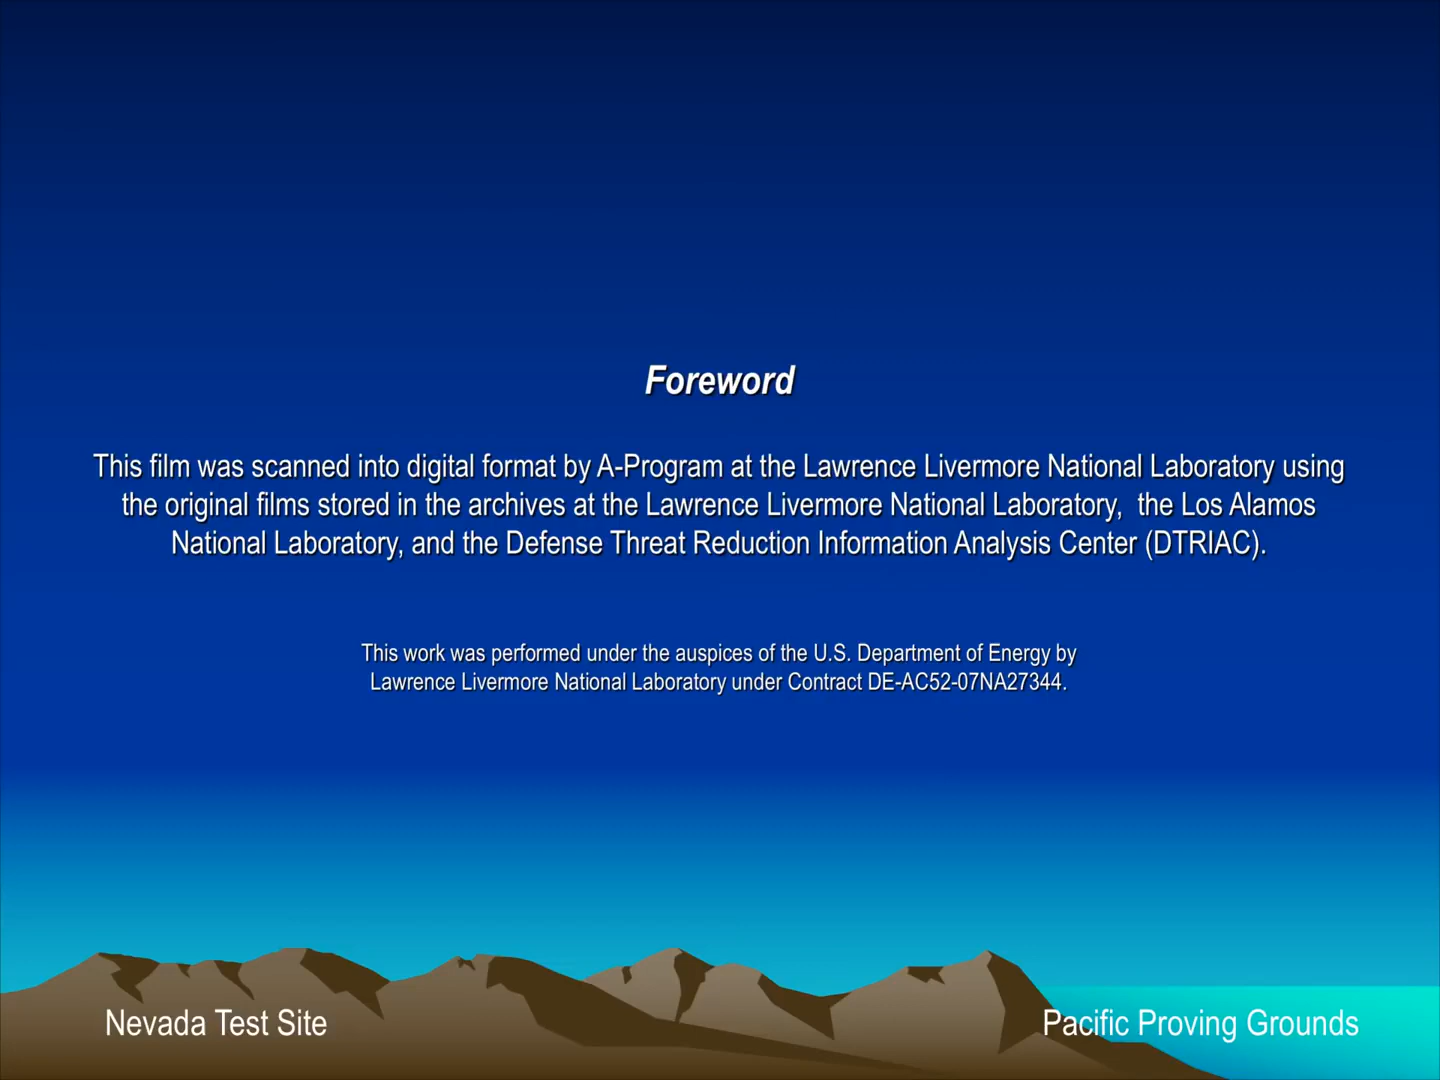 Foreword
This film was scanned into digital format by A-Program at the Lawrence Livermore National Laboratory using
the original films stored in the archives at the Lawrence Livermore National Laboratory,  the Los Alamos
National Laboratory, and the Defense Threat Reduction Information Analysis Center (DTRIAC).
This work was performed under the auspices of the U.S. Department of Energy by
Lawrence Livermore National Laboratory under Contract DE-AC52-07NA27344.
Nevada Test Site
Pacific Proving Grounds